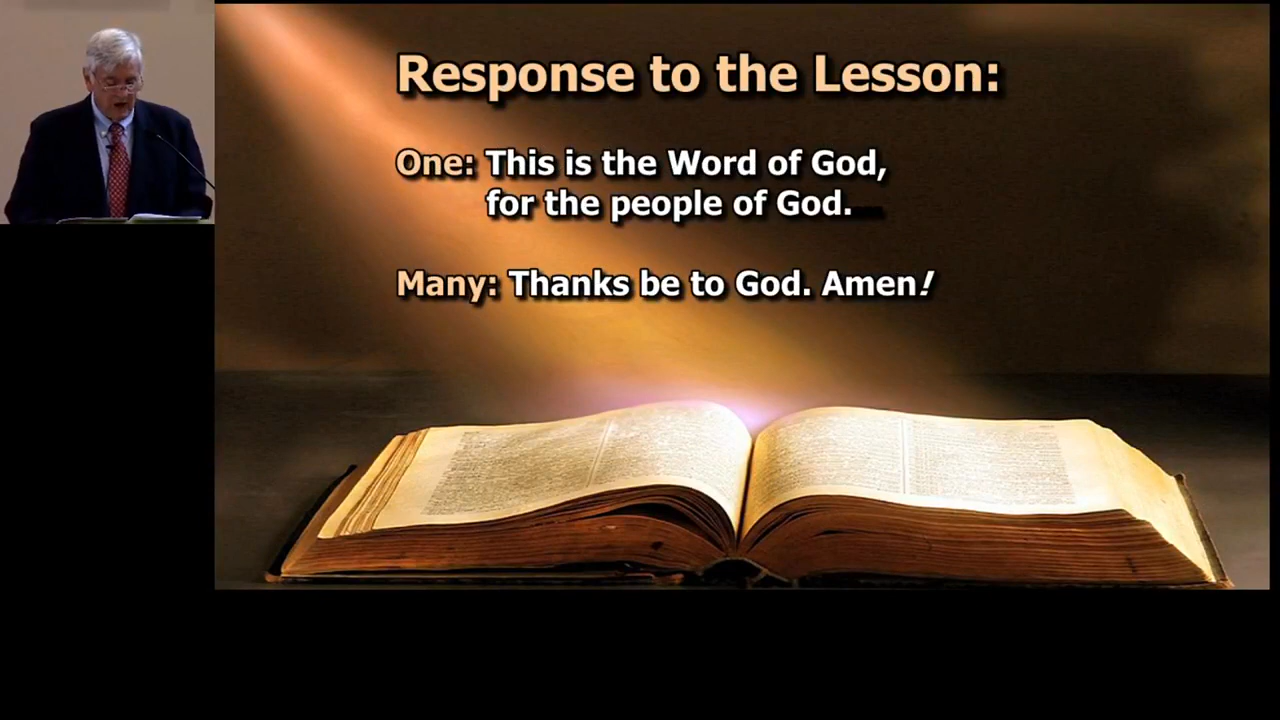 Response to the Lesson:
One: This is the Word of God,
for the people of God.
Many: Thanks be to God. Amen!